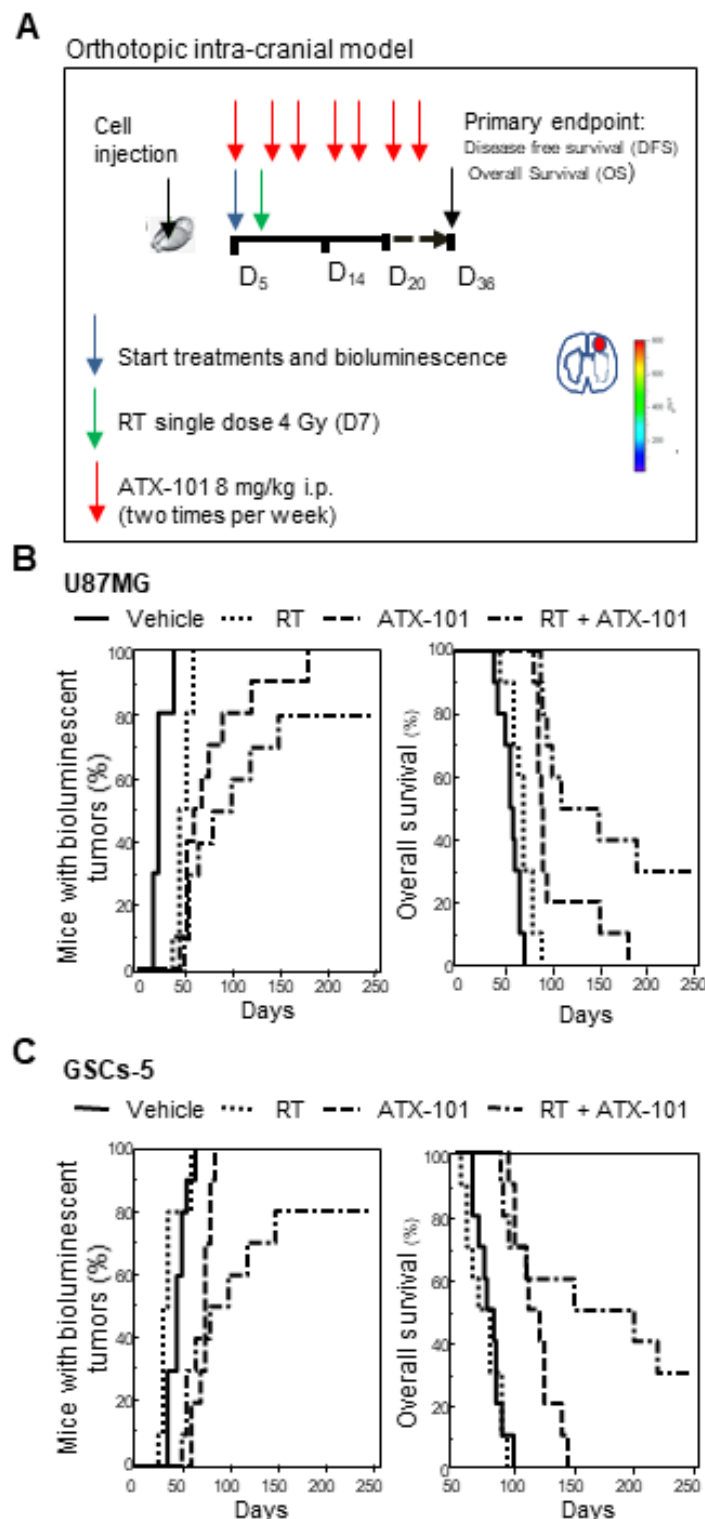 A
Orthotopic intra-cranial model
Cell
injection
Primary endpoint:
Disease free survival (DFS)
Overall Survival (OS)
D5
D14
D20
D36
Start treatments and bioluminescence
RT single dose 4 Gy (D7)
ATX-101 8 mg/kg i.p.
(two times per week)
800
600
400
200
B
U87MG
Vehicle RT ATX-101 RT + ATX-101
Mice with bioluminescent
tumors (%)
100
80
60
40
20
0
0 50 100 150 200 250
Days
Overall survival (%)
100
80
60
40
20
0
0 50 100 150 200 250
Days
C
GSCs-5
Vehicle RT ATX-101 RT + ATX-101
Mice with bioluminescent
tumors (%)
100
80
60
40
20
0
0 50 100 150 200 250
Days
Overall survival (%)
100
80
60
40
20
0
50 100 150 200 250
Days